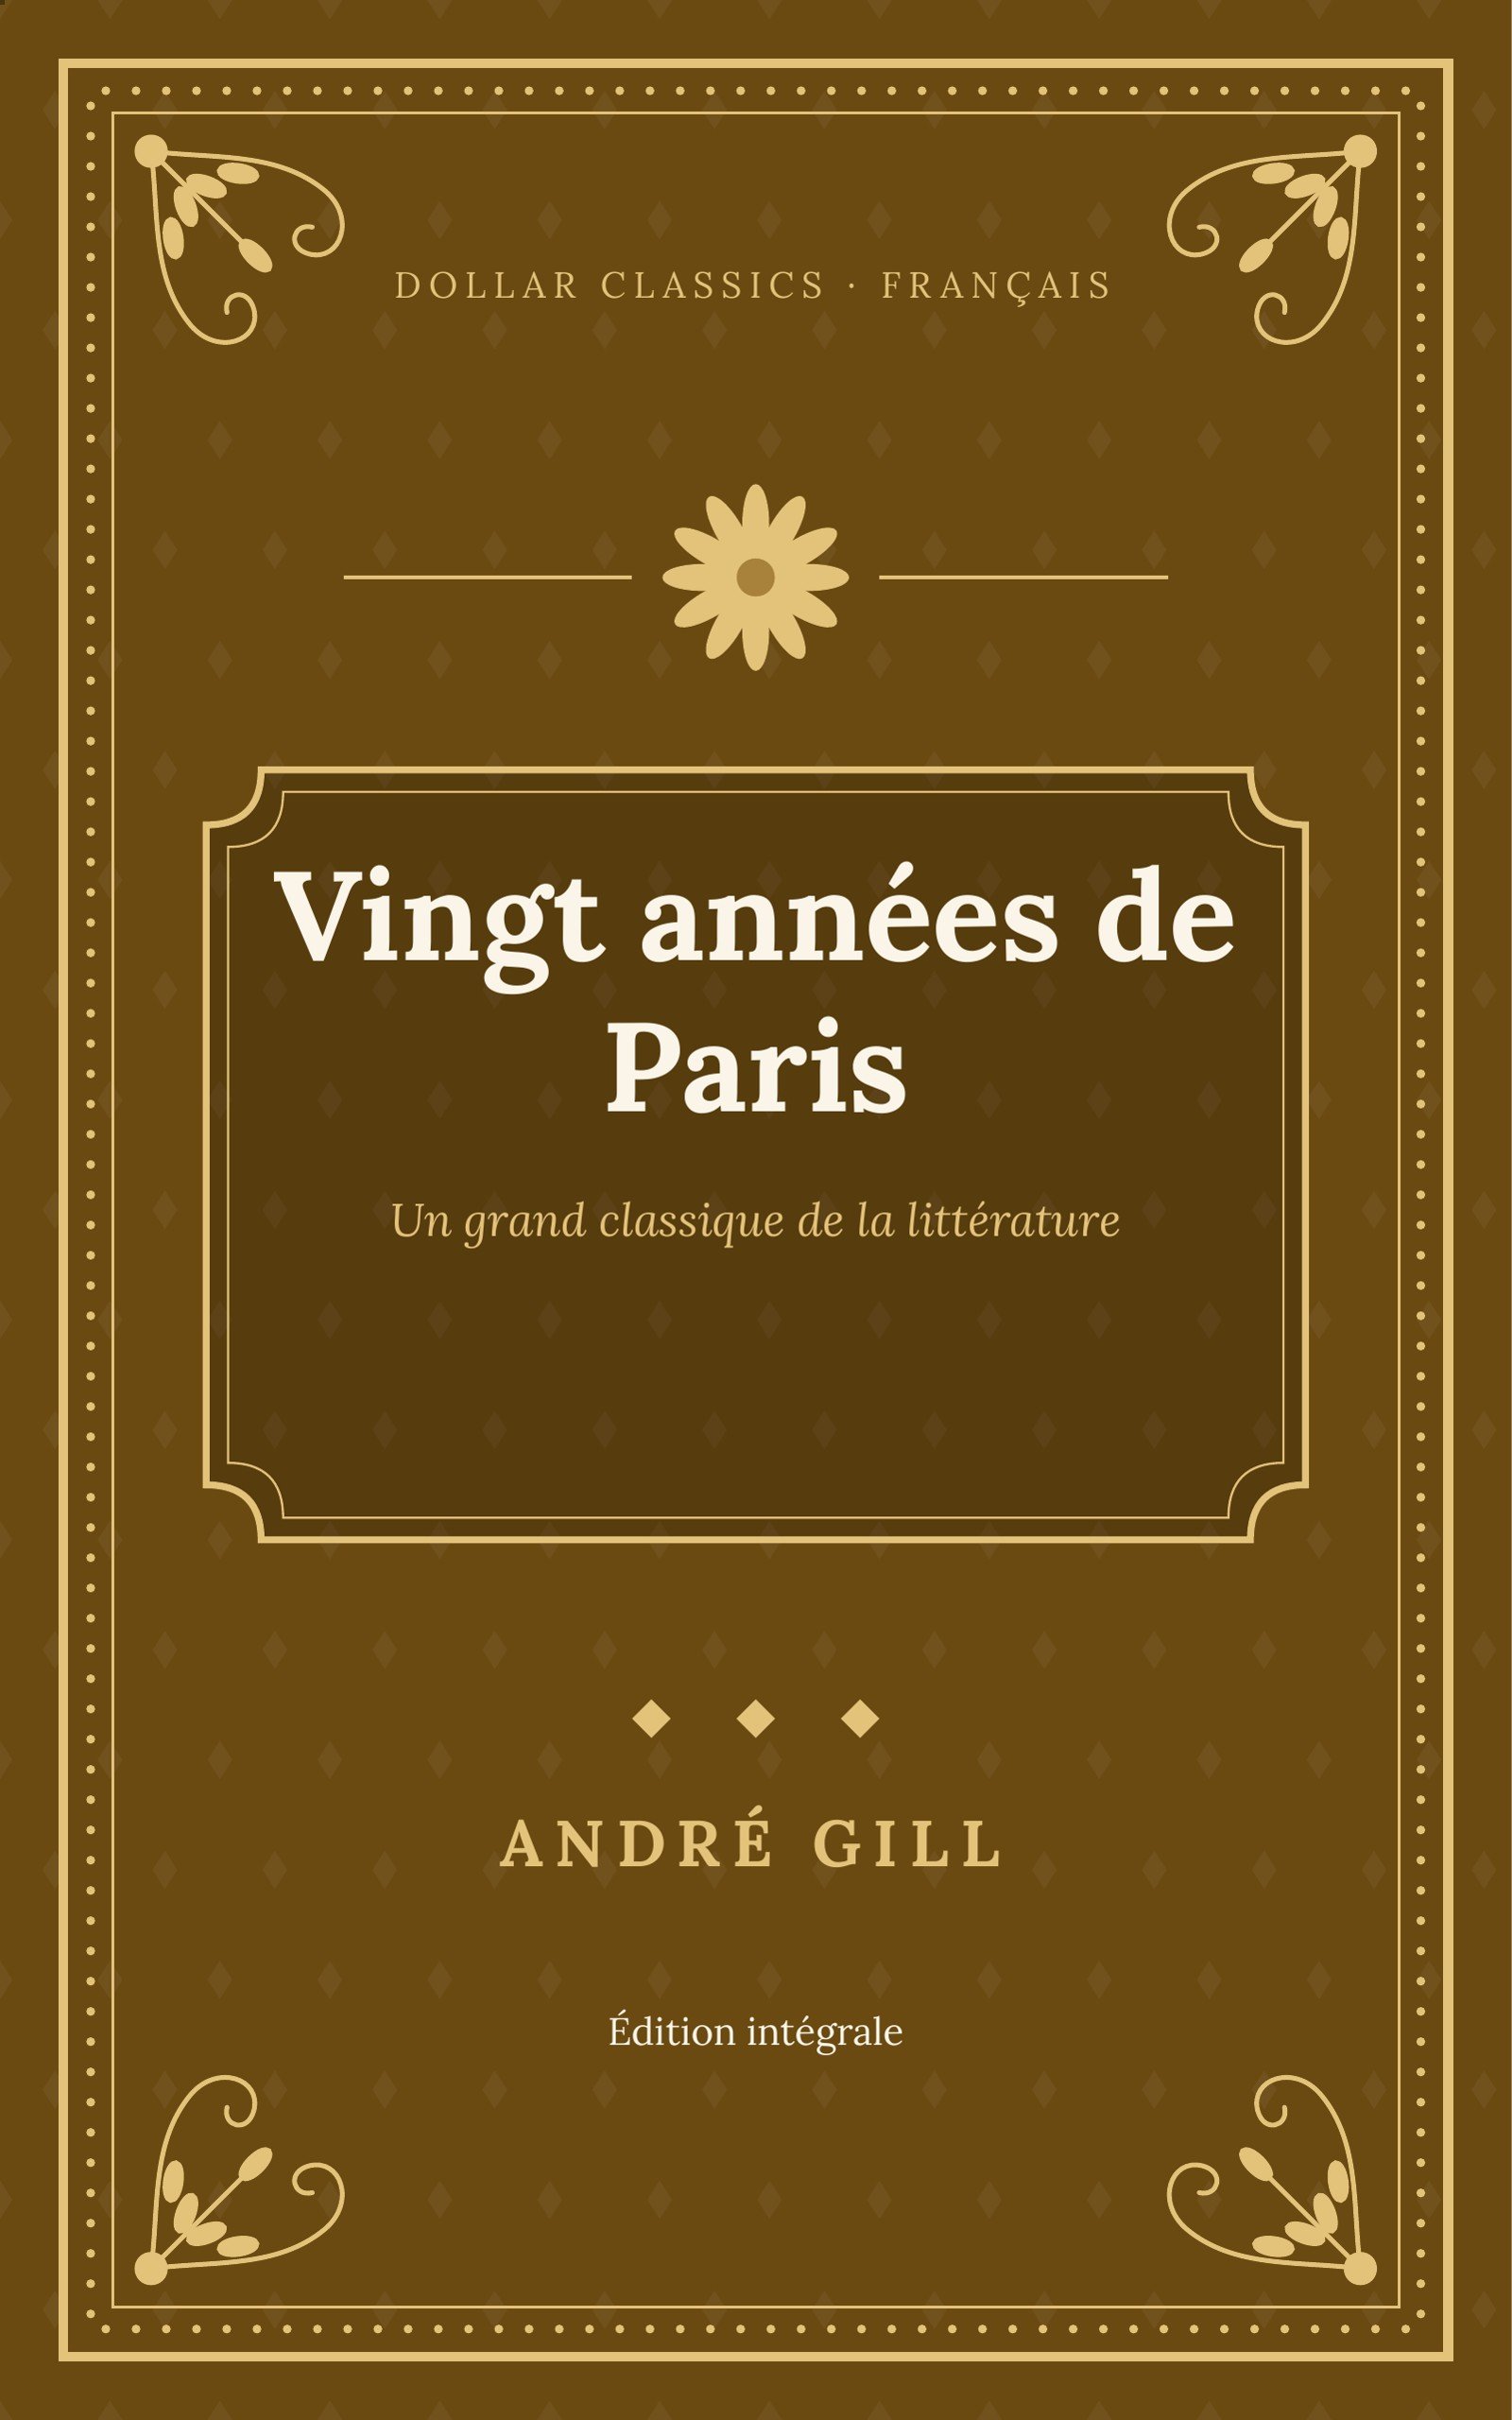 DOLLAR CLASSICS · FRANÇAIS
Vingt années de
Paris
Un grand classique de la littérature
ANDRÉ GILL
Édition intégrale